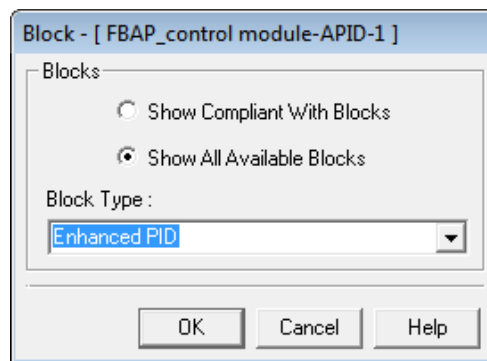 Block - [ FBAP_control module-APID-1 ]
Blocks
Show Compliant With Blocks
Show All Available Blocks
Block Type :
Enhanced PID
OK
Cancel
Help